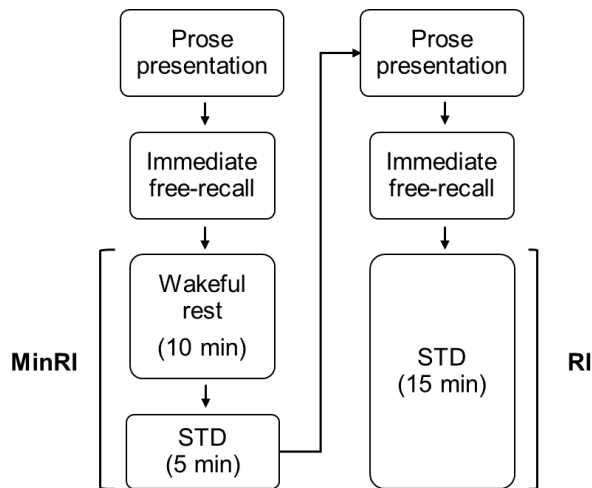 Prose
presentation
Immediate
free-recall
MinRI
Wakeful
rest
(10 min)
STD
(5 min)
Prose
presentation
Immediate
free-recall
STD
(15 min)
RI